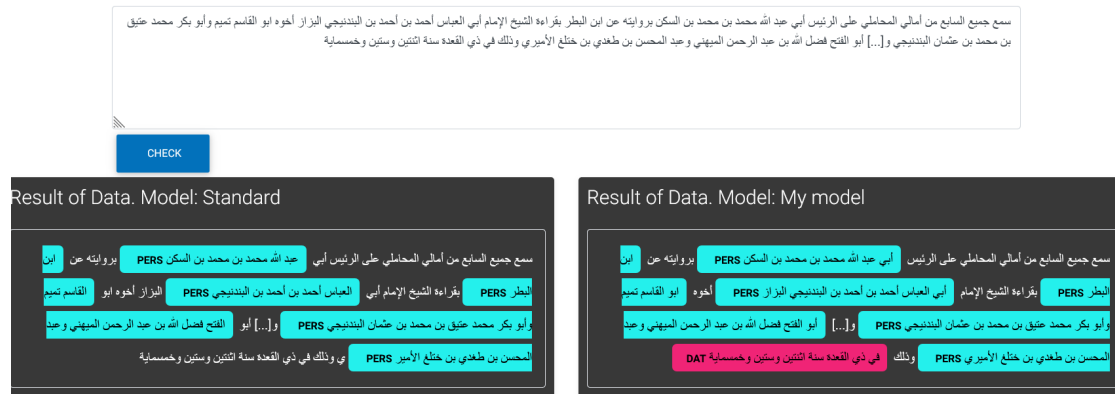 سمع جميع السابع من أمالي المحاملي على الرئيس أبي عبد الله محمد بن محمد بن السكن بروايته عن ابن البطر بقراءة الشيخ الإمام أبي العباس أحمد بن أحمد بن البندنيجي البزاز أخوه ابو القاسم تميم وأبو بكر محمد عتيق
بن محمد بن عثمان البندنيجي و[...] أبو الفتح فضل الله بن عبد الرحمن الميهني وعبد المحسن بن طغدي بن ختلغ الأميري وذلك في ذي القعدة سنة اثنتين وستين وخمسماية
CHECK
Result of Data. Model: Standard
سمع جميع السابع من أمالي المحاملي على الرئيس أبي عبد الله محمد بن محمد بن السكن PERS بروايته عن ابن
البطر PERS بقراءة الشيخ الإمام أبي العباس أحمد بن أحمد بن البندنيجي PERS البزاز أخوه ابو القاسم تميم
وأبو بكر محمد عتيق بن محمد بن عثمان البندنيجي PERS و[...] أبو الفتح فضل الله بن عبد الرحمن الميهني وعبد
المحسن بن طغدي بن ختلغ الأمير PERS ي وذلك في ذي القعدة سنة اثنتين وستين وخمسماية
Result of Data. Model: My model
سمع جميع السابع من أمالي المحاملي على الرئيس أبي عبد الله محمد بن محمد بن السكن PERS بروايته عن ابن
البطر PERS بقراءة الشيخ الإمام أبي العباس أحمد بن أحمد بن البندنيجي البزاز PERS أخوه ابو القاسم تميم
وأبو بكر محمد عتيق بن محمد بن عثمان البندنيجي PERS و[...] أبو الفتح فضل الله بن عبد الرحمن الميهني وعبد
المحسن بن طغدي بن ختلغ الأميري PERS وذلك في ذي القعدة سنة اثنتين وستين وخمسماية DAT